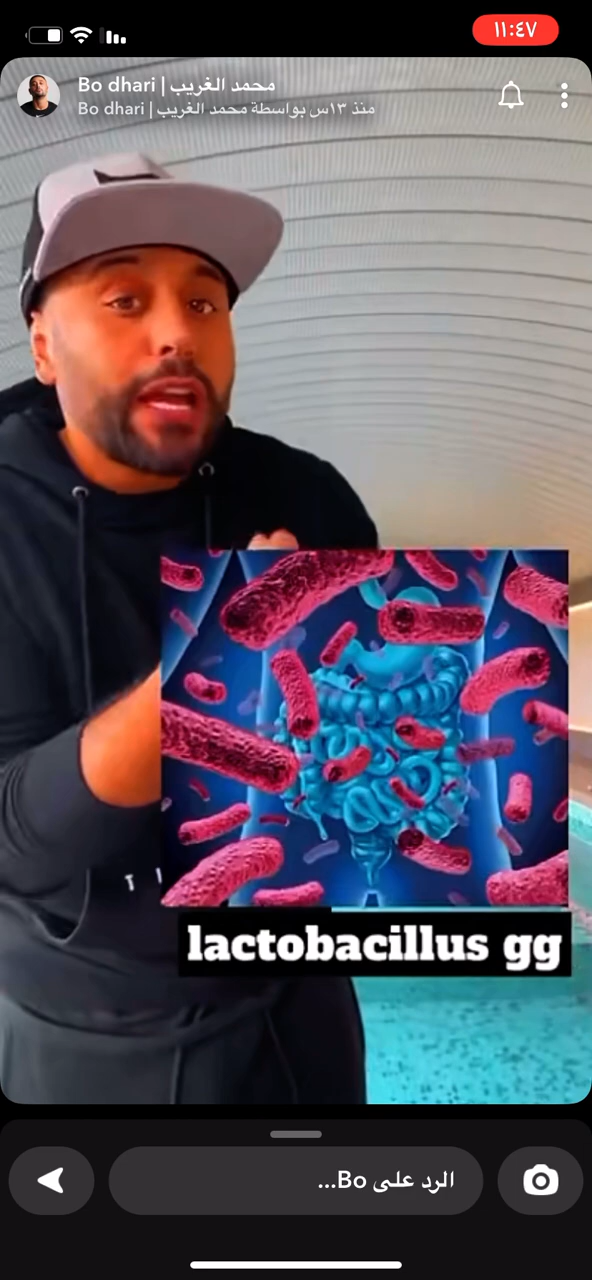 ١١:٤٧
Bo dhari | محمد الغريب
منذ ١٣س بواسطة محمد الغريب | Bo dhari
lactobacillus gg
الرد على Bo...